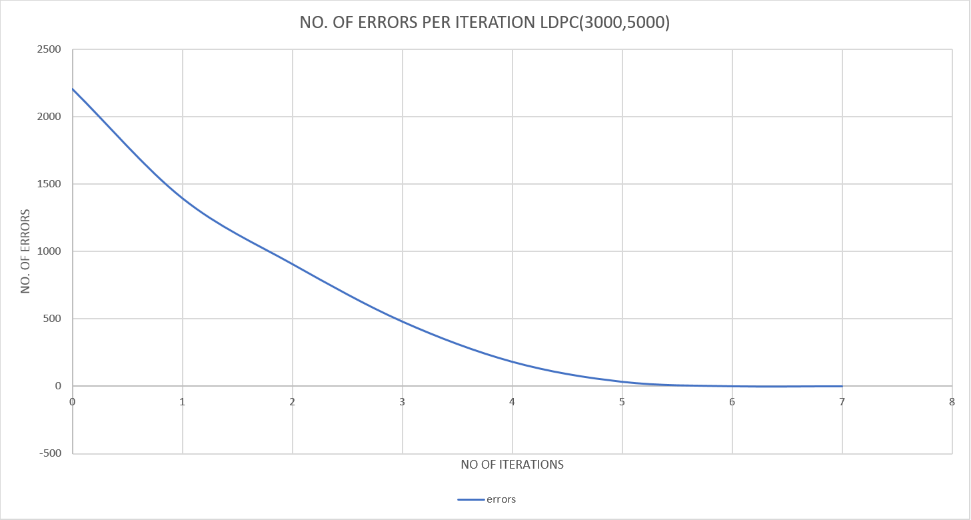 NO. OF ERRORS PER ITERATION LDPC(3000,5000)
2500
2000
1500
1000
500
0
-500
NO. OF ERRORS
0 1 2 3 4 5 6 7 8
NO OF ITERATIONS
errors